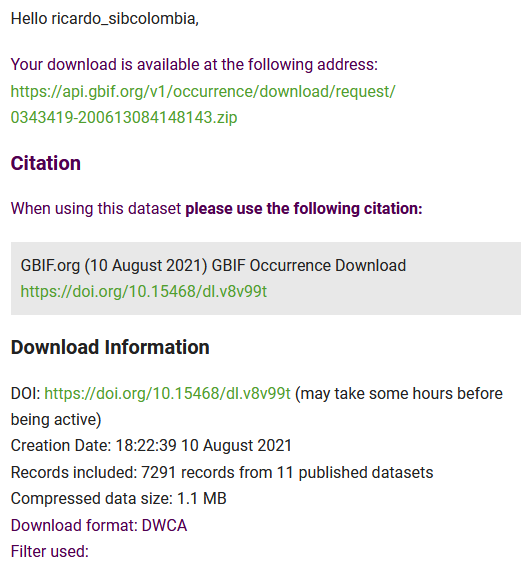 Hello ricardo_sibcolombia,
Your download is available at the following address:
https://api.gbif.org/v1/occurrence/download/request/
0343419-200613084148143.zip
Citation
When using this dataset please use the following citation:
GBIF.org (10 August 2021) GBIF Occurrence Download
https://doi.org/10.15468/dl.v8v99t
Download Information
DOI: https://doi.org/10.15468/dl.v8v99t (may take some hours before
being active)
Creation Date: 18:22:39 10 August 2021
Records included: 7291 records from 11 published datasets
Compressed data size: 1.1 MB
Download format: DWCA
Filter used: